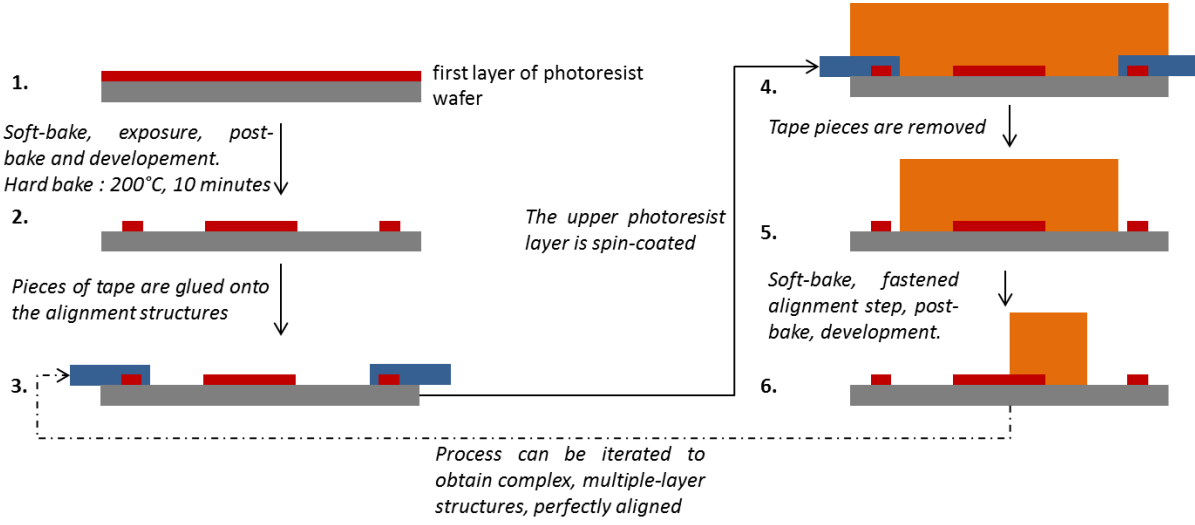 1.
first layer of photoresist
wafer
Soft-bake, exposure, post-
bake and developement.
Hard bake : 200°C, 10 minutes
2.
Pieces of tape are glued onto
the alignment structures
3.
The upper photoresist
layer is spin-coated
4.
Tape pieces are removed
5.
Soft-bake, fastened
alignment step, post-
bake, development.
6.
Process can be iterated to
obtain complex, multiple-layer
structures, perfectly aligned